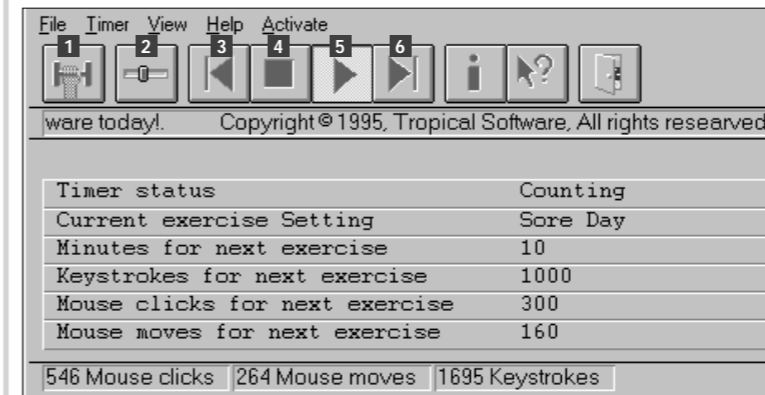 File Timer View Help Activate
1 2 3 4 5 6
ware today!. Copyright © 1995, Tropical Software, All rights researved
Timer status Counting
Current exercise Setting Sore Day
Minutes for next exercise 10
Keystrokes for next exercise 1000
Mouse clicks for next exercise 300
Mouse moves for next exercise 160
546 Mouse clicks 264 Mouse moves 1695 Keystrokes